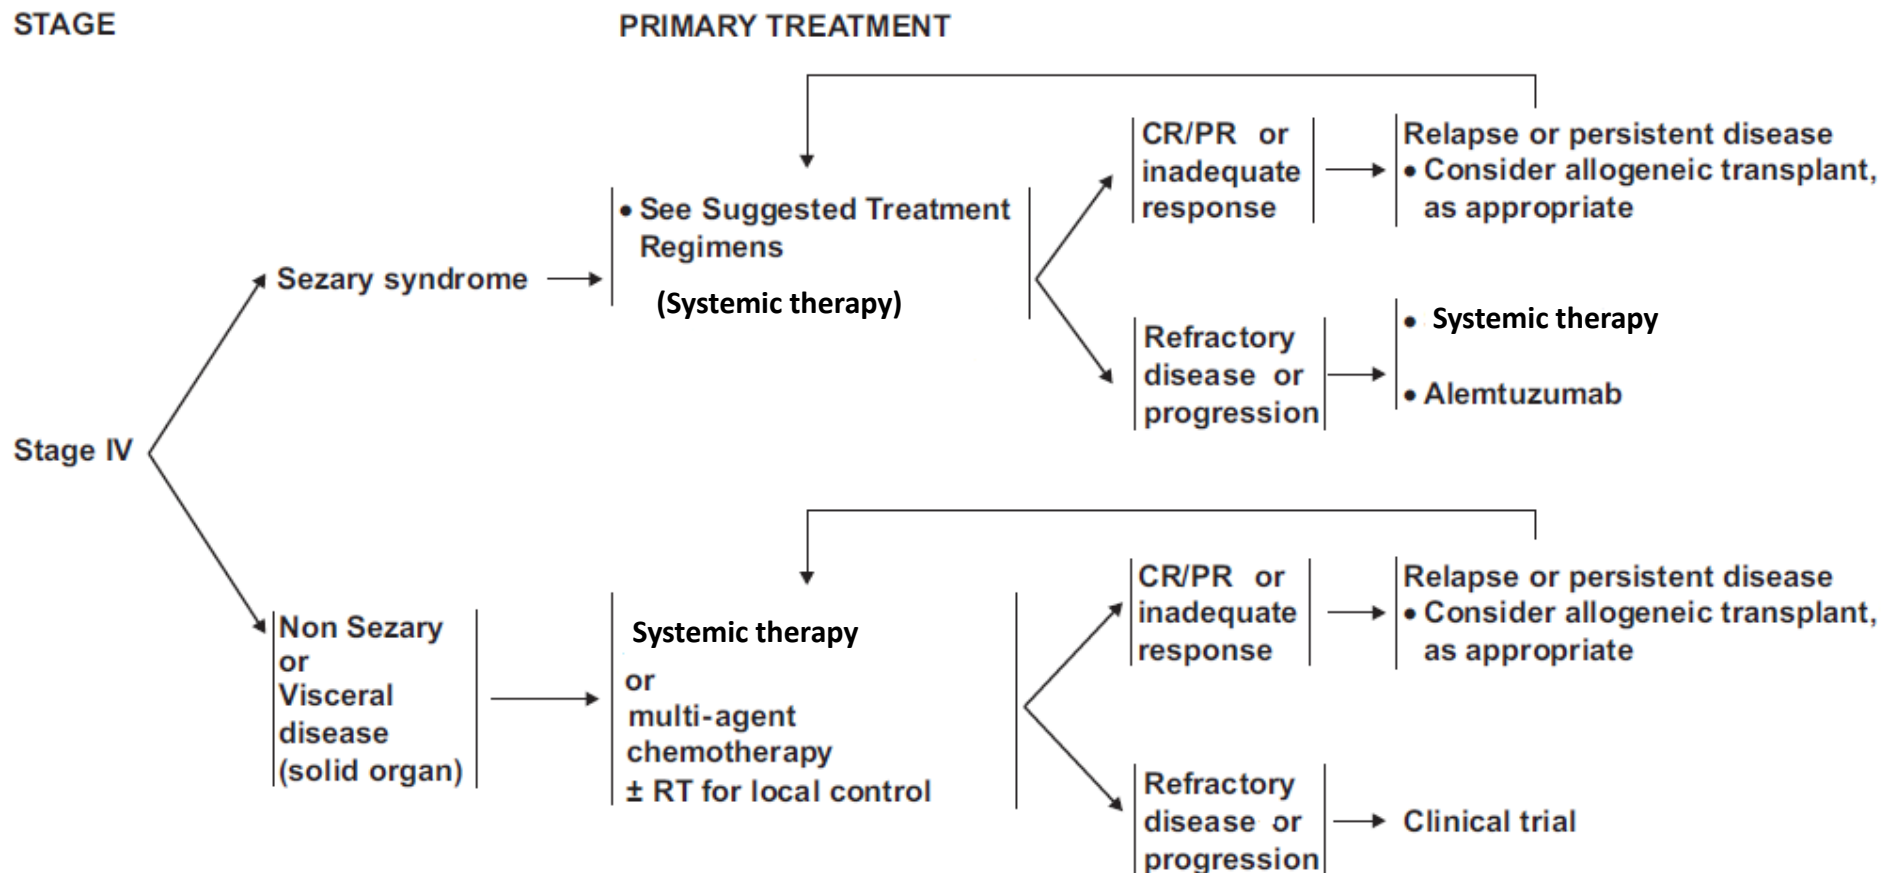 STAGE
PRIMARY TREATMENT
Stage IV
Sezary syndrome
• See Suggested Treatment
Regimens
(Systemic therapy)
CR/PR or
inadequate
response
Relapse or persistent disease
• Consider allogeneic transplant,
as appropriate
Refractory
disease or
progression
• Systemic therapy
• Alemtuzumab
Non Sezary
or
Visceral
disease
(solid organ)
Systemic therapy
or
multi-agent
chemotherapy
± RT for local control
CR/PR or
inadequate
response
Relapse or persistent disease
• Consider allogeneic transplant,
as appropriate
Refractory
disease or
progression
Clinical trial